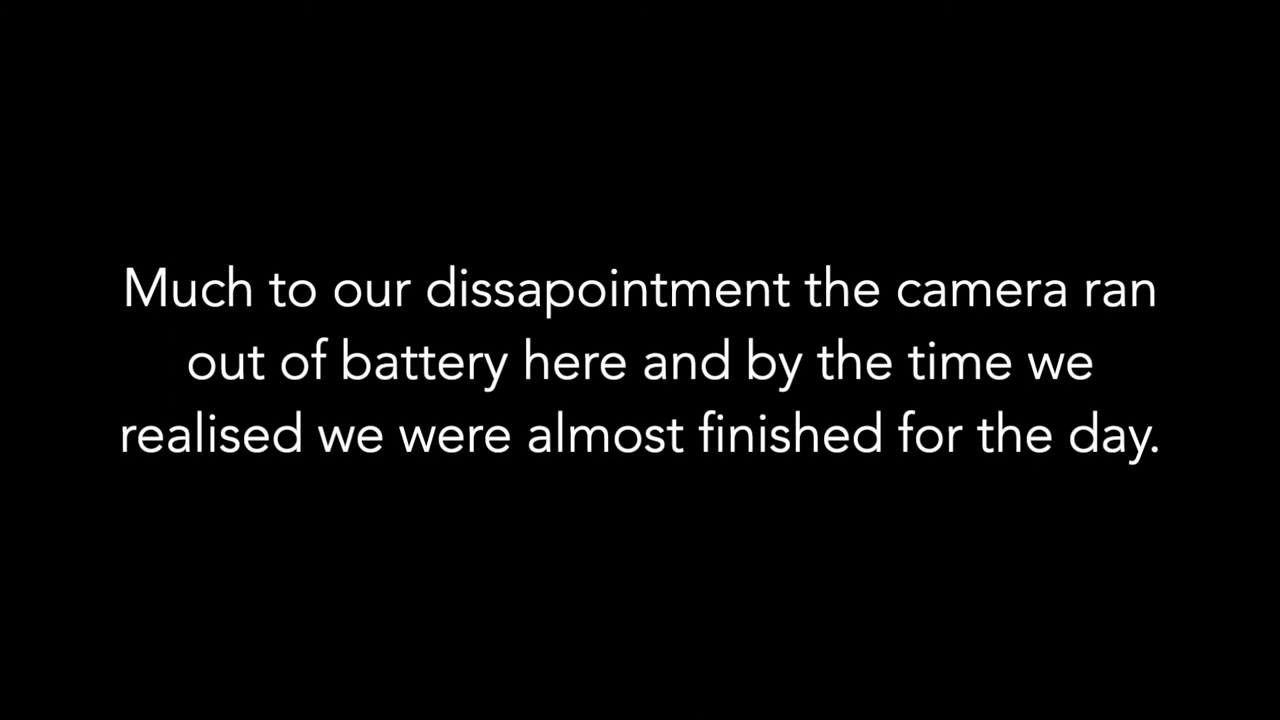 Much to our dissapointment the camera ran
out of battery here and by the time we
realised we were almost finished for the day.